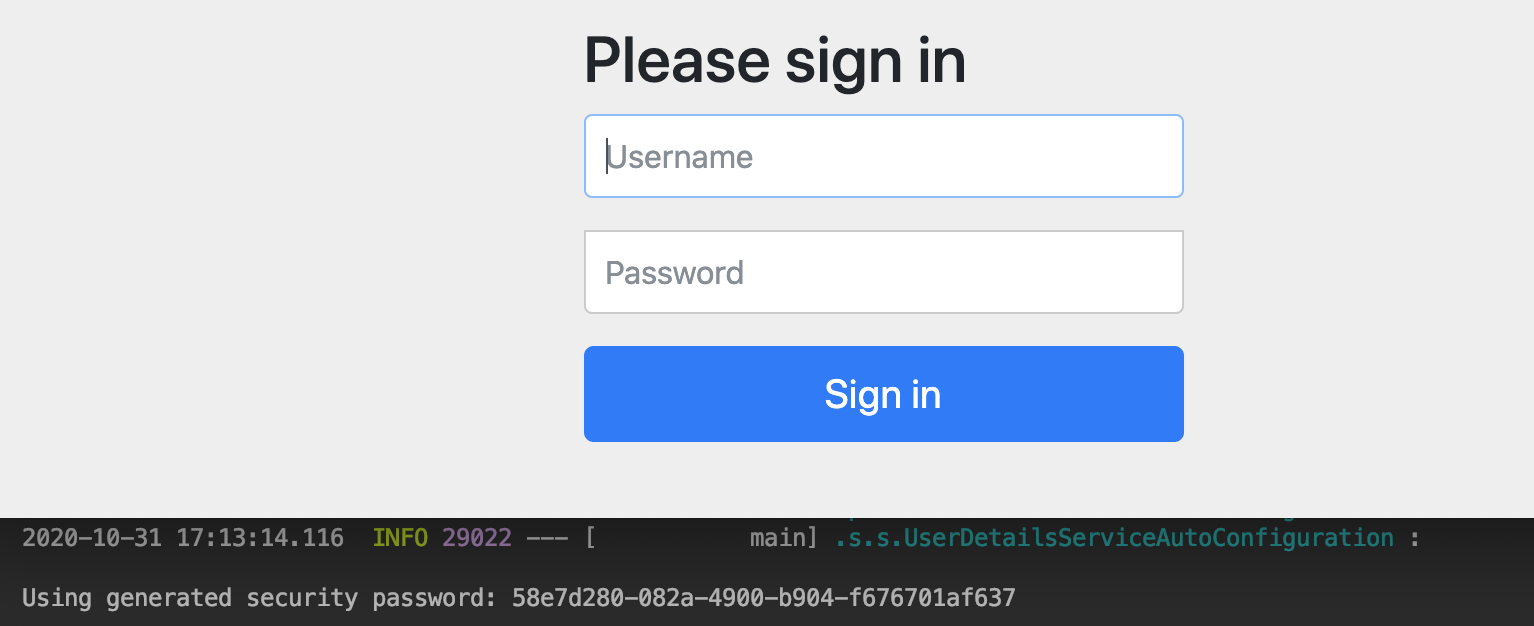 Please sign in
Username
Password
Sign in
2020-10-31 17:13:14.116  INFO 29022 --- [           main] .s.s.UserDetailsServiceAutoConfiguration :
Using generated security password: 58e7d280-082a-4900-b904-f676701af637